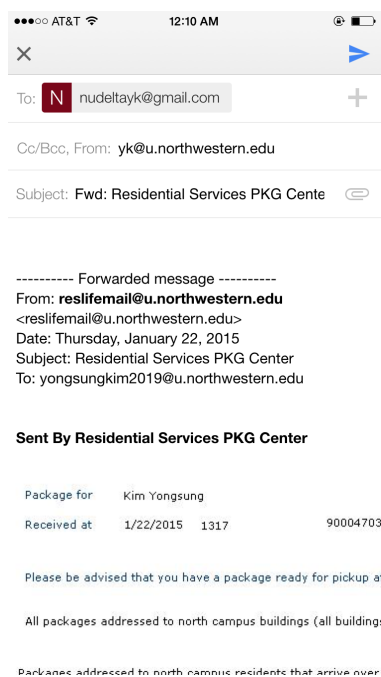 AT&T 12:10 AM
To: N nudeltayk@gmail.com
Cc/Bcc, From: yk@u.northwestern.edu
Subject: Fwd: Residential Services PKG Cente
---------- Forwarded message ----------
From: reslifemail@u.northwestern.edu
<reslifemail@u.northwestern.edu>
Date: Thursday, January 22, 2015
Subject: Residential Services PKG Center
To: yongsungkim2019@u.northwestern.edu
Sent By Residential Services PKG Center
Package for Kim Yongsung
Received at 1/22/2015 1317 90004703
Please be advised that you have a package ready for pickup at
All packages addressed to north campus buildings (all buildings
Packages addressed to north campus residents that arrive over